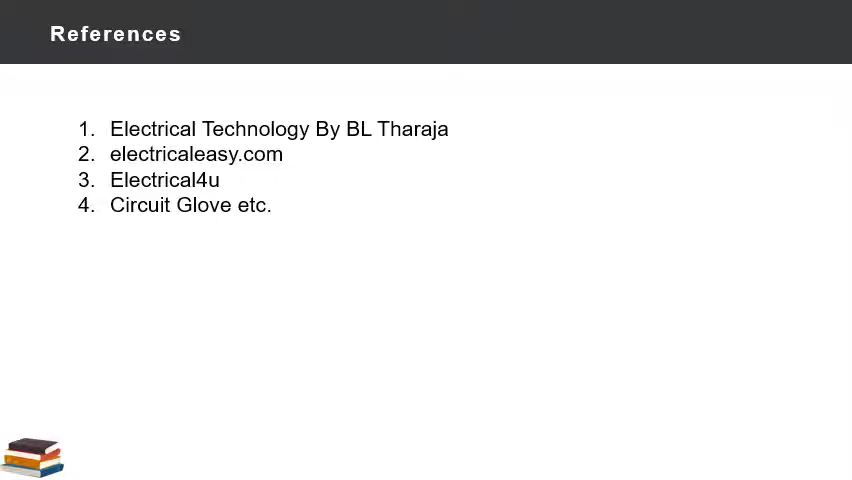 References
1. Electrical Technology By BL Tharaja
2. electricaleasy.com
3. Electrical4u
4. Circuit Glove etc.